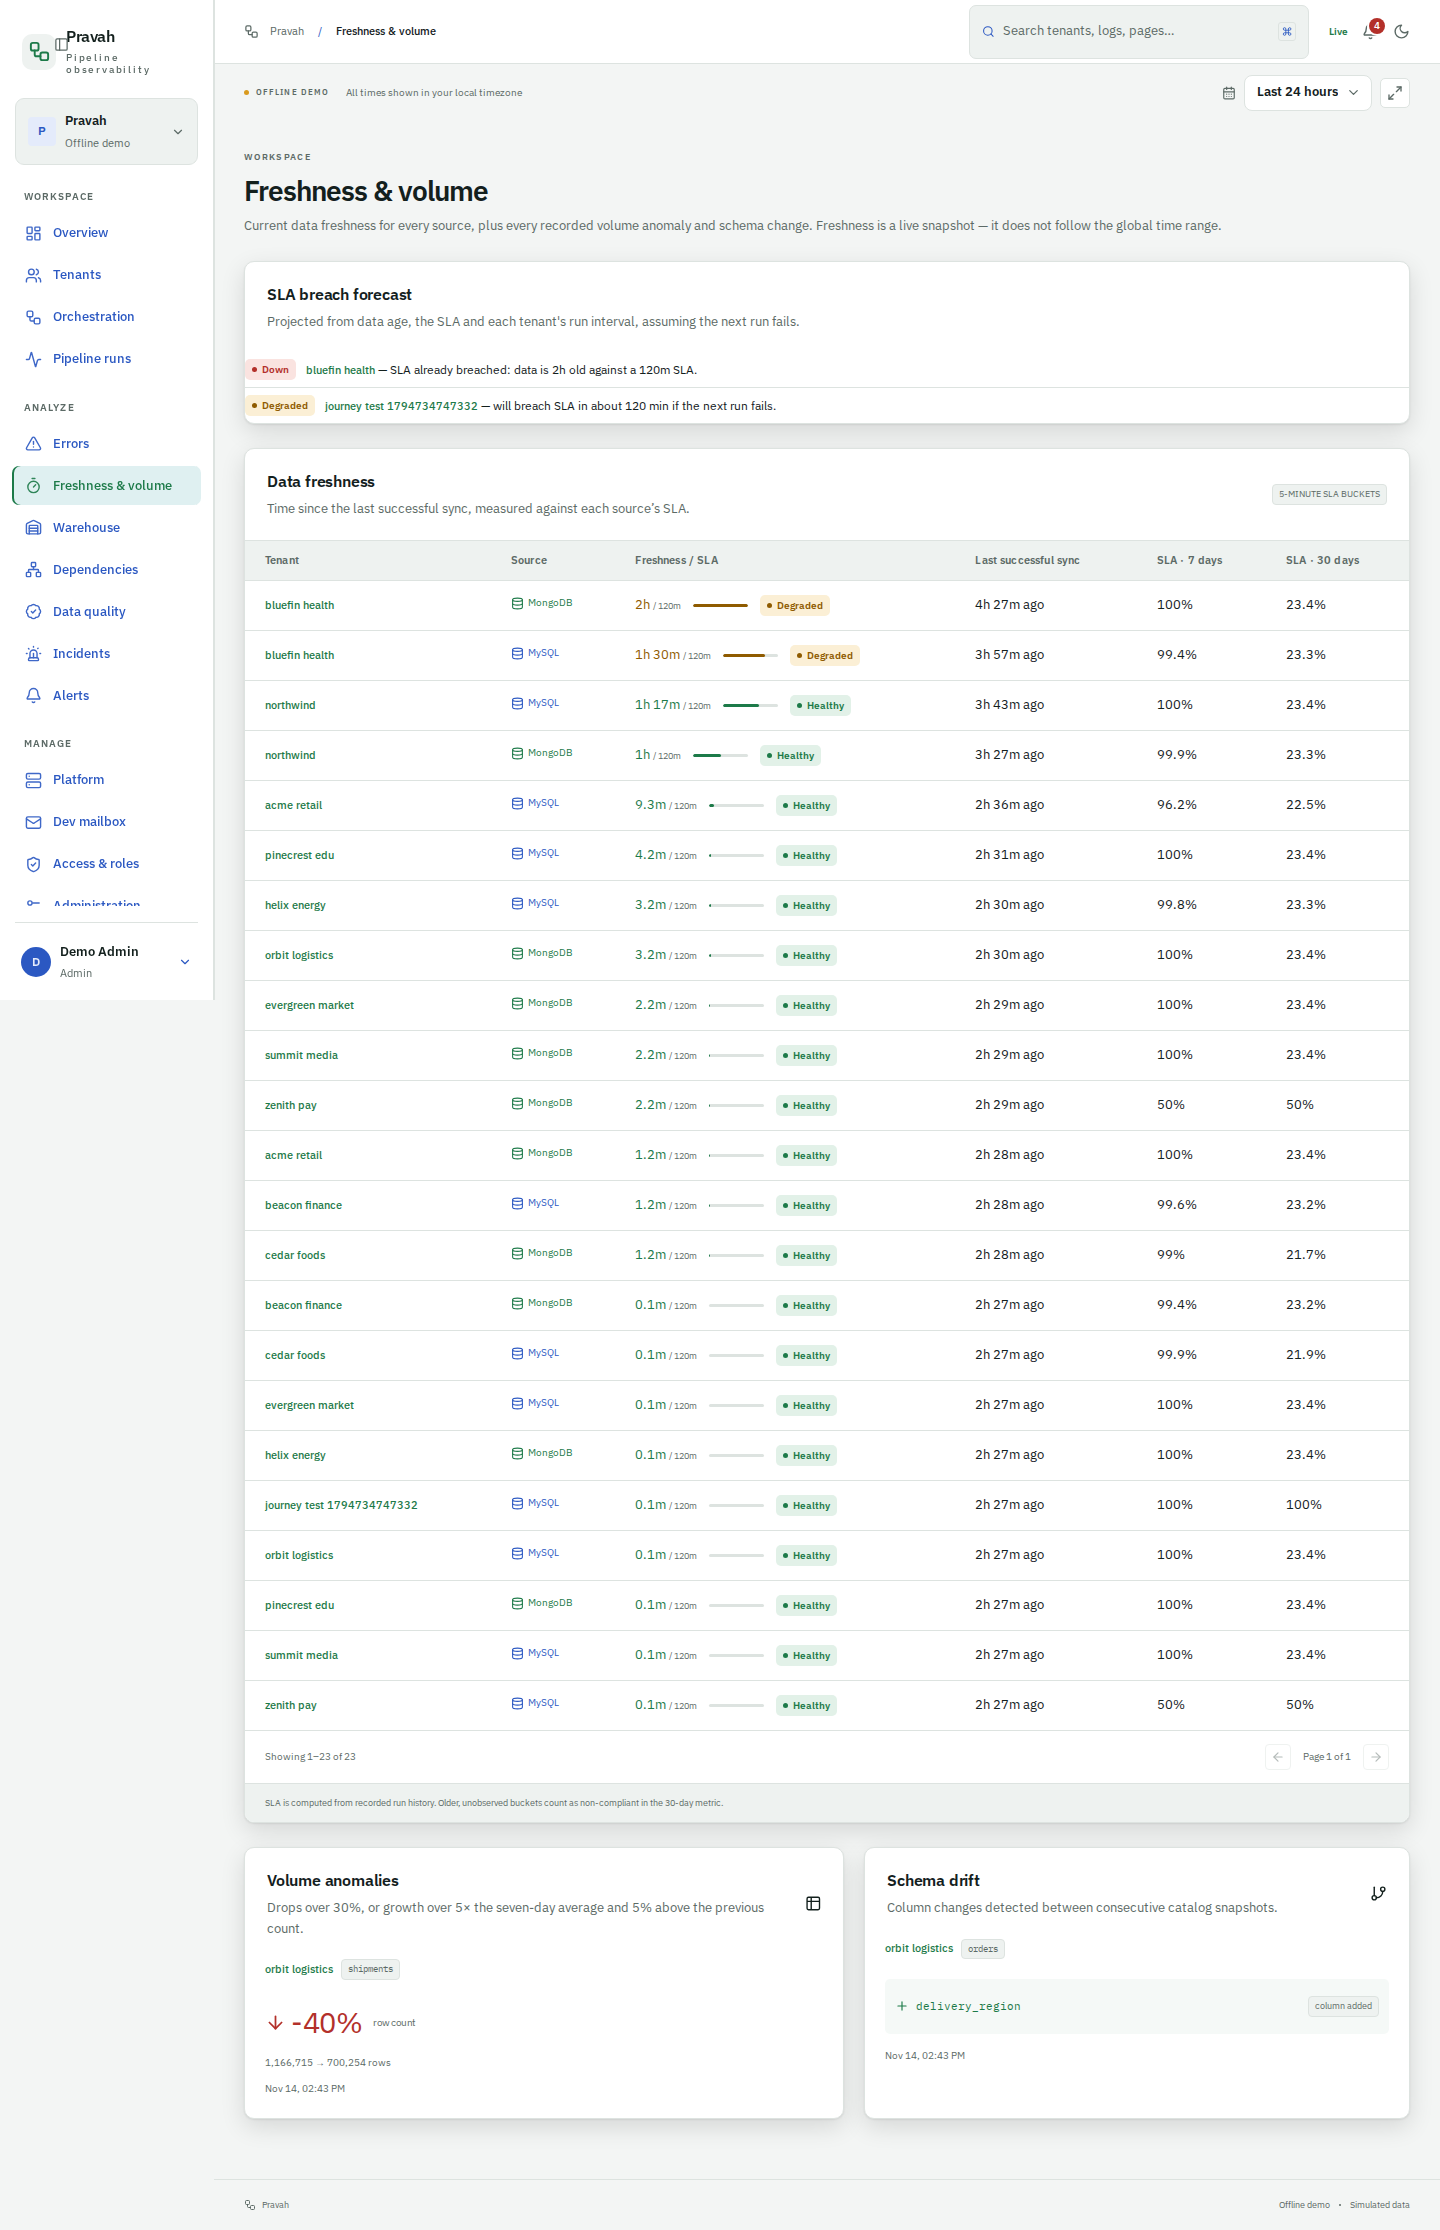 Pravah
Pipeline
observability
P
Pravah
Offline demo
WORKSPACE
Overview
Tenants
Orchestration
Pipeline runs
ANALYZE
Errors
Freshness & volume
Warehouse
Dependencies
Data quality
Incidents
Alerts
MANAGE
Platform
Dev mailbox
Access & roles
Administration
D
Demo Admin
Admin
Pravah / Freshness & volume
Search tenants, logs, pages... ⌘
Live
4
OFFLINE DEMO All times shown in your local timezone
Last 24 hours
WORKSPACE
Freshness & volume
Current data freshness for every source, plus every recorded volume anomaly and schema change. Freshness is a live snapshot — it does not follow the global time range.
SLA breach forecast
Projected from data age, the SLA and each tenant's run interval, assuming the next run fails.
Down bluefin health — SLA already breached: data is 2h old against a 120m SLA.
Degraded journey test 1794734747332 — will breach SLA in about 120 min if the next run fails.
Data freshness
Time since the last successful sync, measured against each source’s SLA.
5-MINUTE SLA BUCKETS
Tenant Source Freshness / SLA Last successful sync SLA · 7 days SLA · 30 days
bluefin health MongoDB 2h / 120m Degraded 4h 27m ago 100% 23.4%
bluefin health MySQL 1h 30m / 120m Degraded 3h 57m ago 99.4% 23.3%
northwind MySQL 1h 17m / 120m Healthy 3h 43m ago 100% 23.4%
northwind MongoDB 1h / 120m Healthy 3h 27m ago 99.9% 23.3%
acme retail MySQL 9.3m / 120m Healthy 2h 36m ago 96.2% 22.5%
pinecrest edu MySQL 4.2m / 120m Healthy 2h 31m ago 100% 23.4%
helix energy MySQL 3.2m / 120m Healthy 2h 30m ago 99.8% 23.3%
orbit logistics MongoDB 3.2m / 120m Healthy 2h 30m ago 100% 23.4%
evergreen market MongoDB 2.2m / 120m Healthy 2h 29m ago 100% 23.4%
summit media MongoDB 2.2m / 120m Healthy 2h 29m ago 100% 23.4%
zenith pay MongoDB 2.2m / 120m Healthy 2h 29m ago 50% 50%
acme retail MongoDB 1.2m / 120m Healthy 2h 28m ago 100% 23.4%
beacon finance MySQL 1.2m / 120m Healthy 2h 28m ago 99.6% 23.2%
cedar foods MongoDB 1.2m / 120m Healthy 2h 28m ago 99% 21.7%
beacon finance MongoDB 0.1m / 120m Healthy 2h 27m ago 99.4% 23.2%
cedar foods MySQL 0.1m / 120m Healthy 2h 27m ago 99.9% 21.9%
evergreen market MySQL 0.1m / 120m Healthy 2h 27m ago 100% 23.4%
helix energy MongoDB 0.1m / 120m Healthy 2h 27m ago 100% 23.4%
journey test 1794734747332 MySQL 0.1m / 120m Healthy 2h 27m ago 100% 100%
orbit logistics MySQL 0.1m / 120m Healthy 2h 27m ago 100% 23.4%
pinecrest edu MongoDB 0.1m / 120m Healthy 2h 27m ago 100% 23.4%
summit media MySQL 0.1m / 120m Healthy 2h 27m ago 100% 23.4%
zenith pay MySQL 0.1m / 120m Healthy 2h 27m ago 50% 50%
Showing 1–23 of 23
Page 1 of 1
SLA is computed from recorded run history. Older, unobserved buckets count as non-compliant in the 30-day metric.
Volume anomalies
Drops over 30%, or growth over 5× the seven-day average and 5% above the previous
count.
orbit logistics shipments
↓ -40% row count
1,166,715 → 700,254 rows
Nov 14, 02:43 PM
Schema drift
Column changes detected between consecutive catalog snapshots.
orbit logistics orders
+ delivery_region column added
Nov 14, 02:43 PM
Pravah
Offline demo • Simulated data